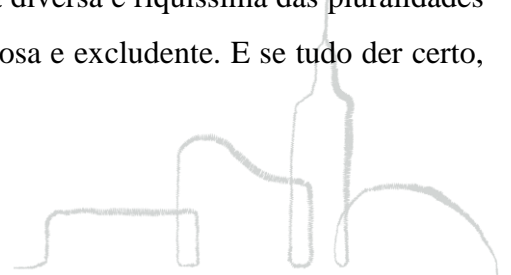 diversa e riquíssima das pluralidades
osa e excludente. E se tudo der certo,